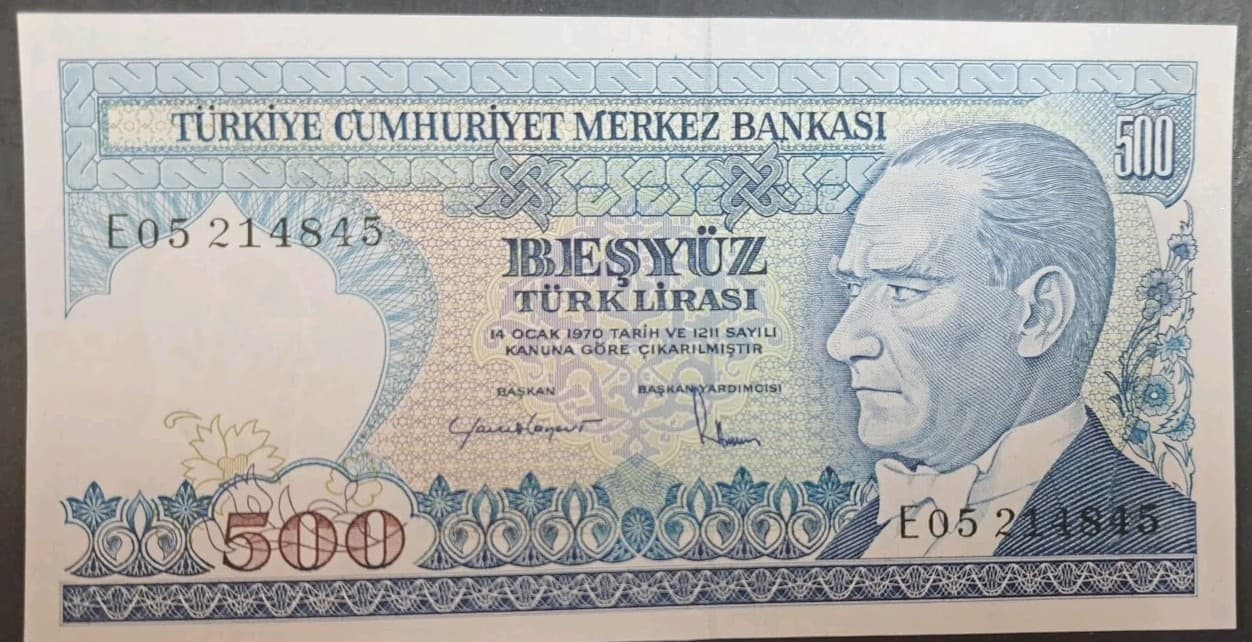 TÜRKİYE CUMHURİYET MERKEZ BANKASI
500
E05 214845
BEŞYÜZ
TÜRK LİRASI
14 OCAK 1970 TARİH VE 1211 SAYILI
KANUNA GÖRE ÇIKARILMIŞTIR
BAŞKAN BAŞKAN YARDIMCISI
500
E05 214845